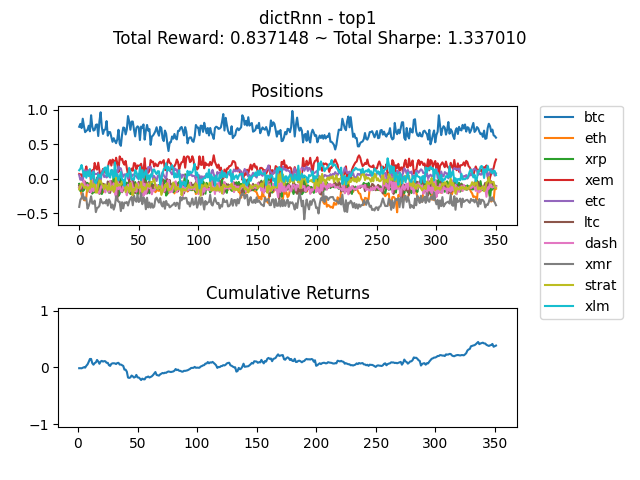 dictRnn - top1
Total Reward: 0.837148 ~ Total Sharpe: 1.337010
Positions
1.0
0.5
0.0
−0.5
0 50 100 150 200 250 300 350
btc
eth
xrp
xem
etc
ltc
dash
xmr
strat
xlm
Cumulative Returns
1
0
−1
0 50 100 150 200 250 300 350